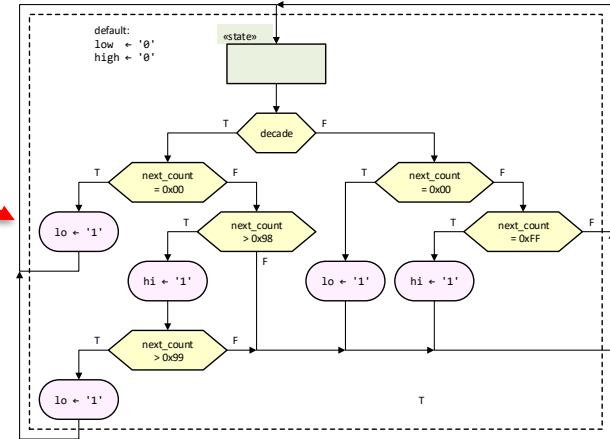 default:
low ← '0'
high ← '0'
«state»
decade
T
F
next_count
= 0x00
T
F
next_count
= 0x00
T
F
lo ← '1'
next_count
> 0x98
T
F
next_count
= 0xFF
T
F
hi ← '1'
lo ← '1'
hi ← '1'
next_count
> 0x99
T
F
lo ← '1'
T